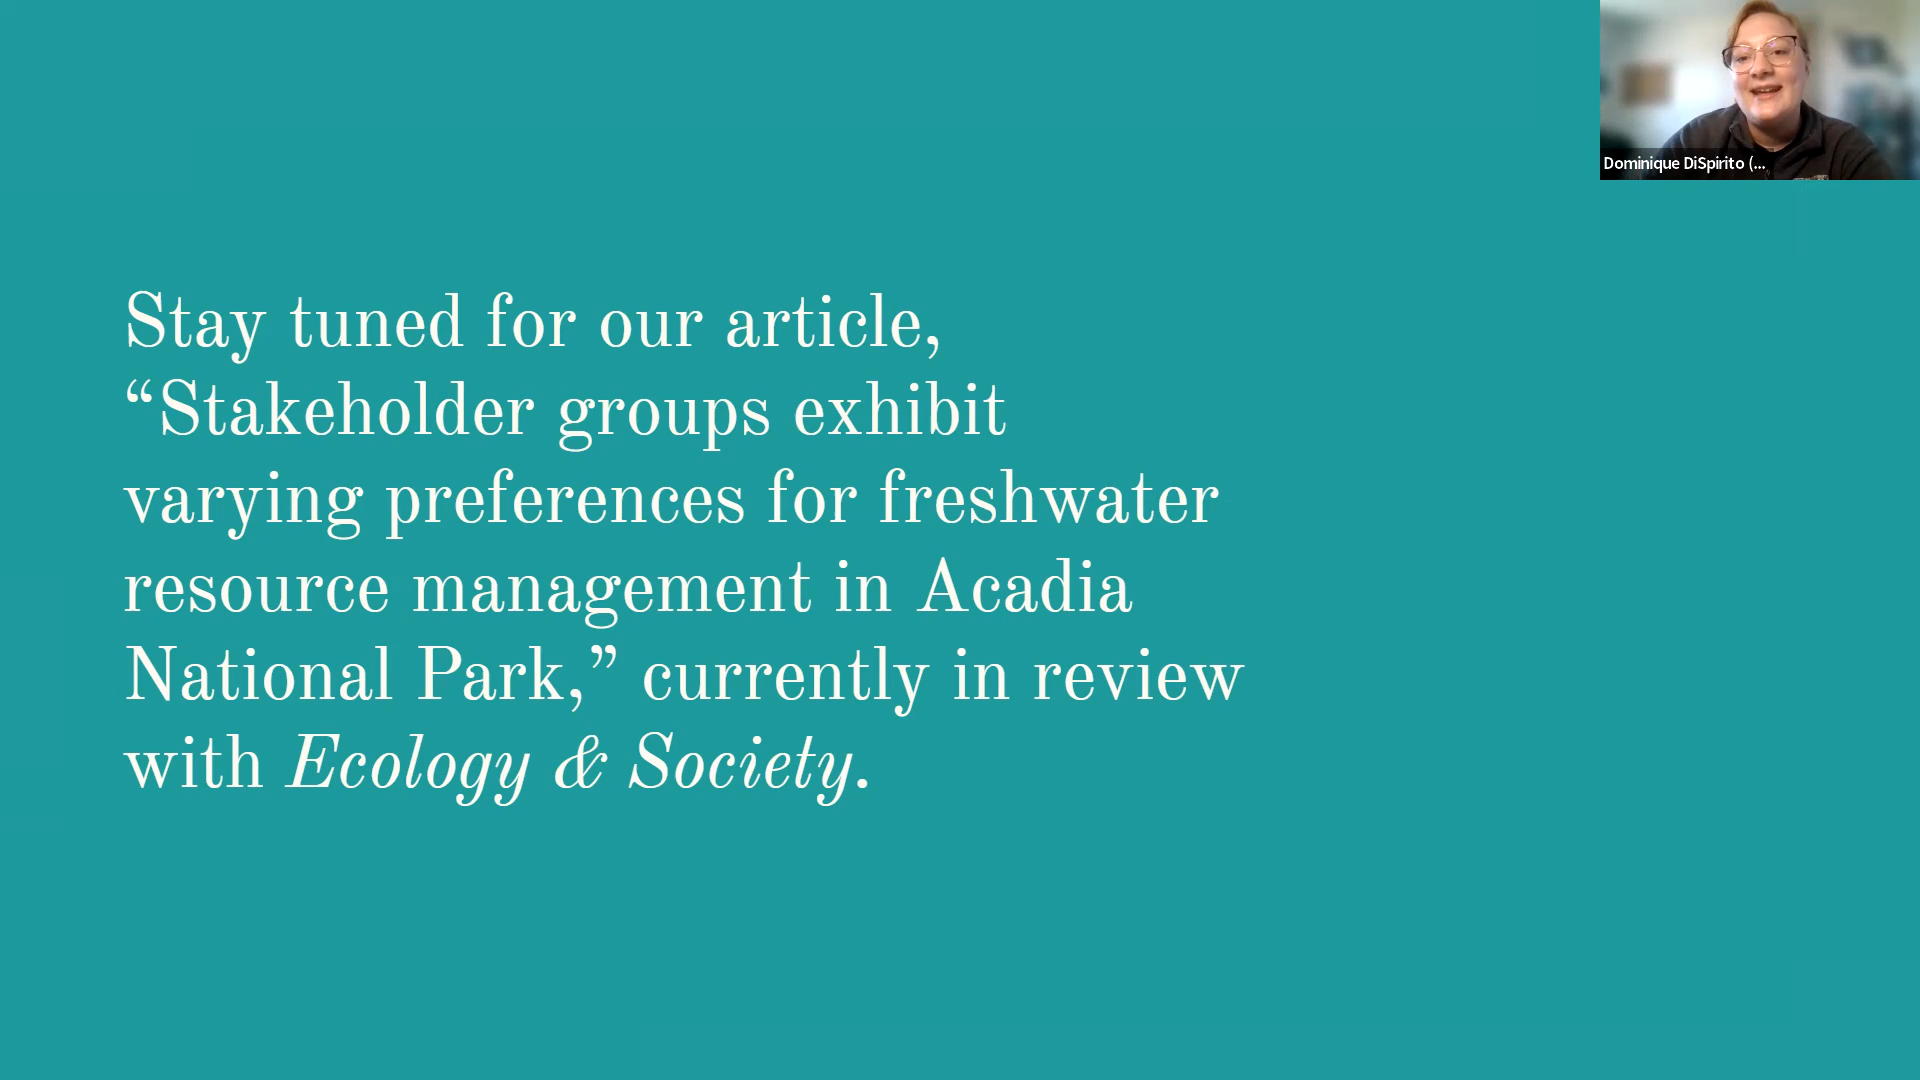 Dominique DiSpirito (...
Stay tuned for our article,
“Stakeholder groups exhibit
varying preferences for freshwater
resource management in Acadia
National Park,” currently in review
with Ecology & Society.